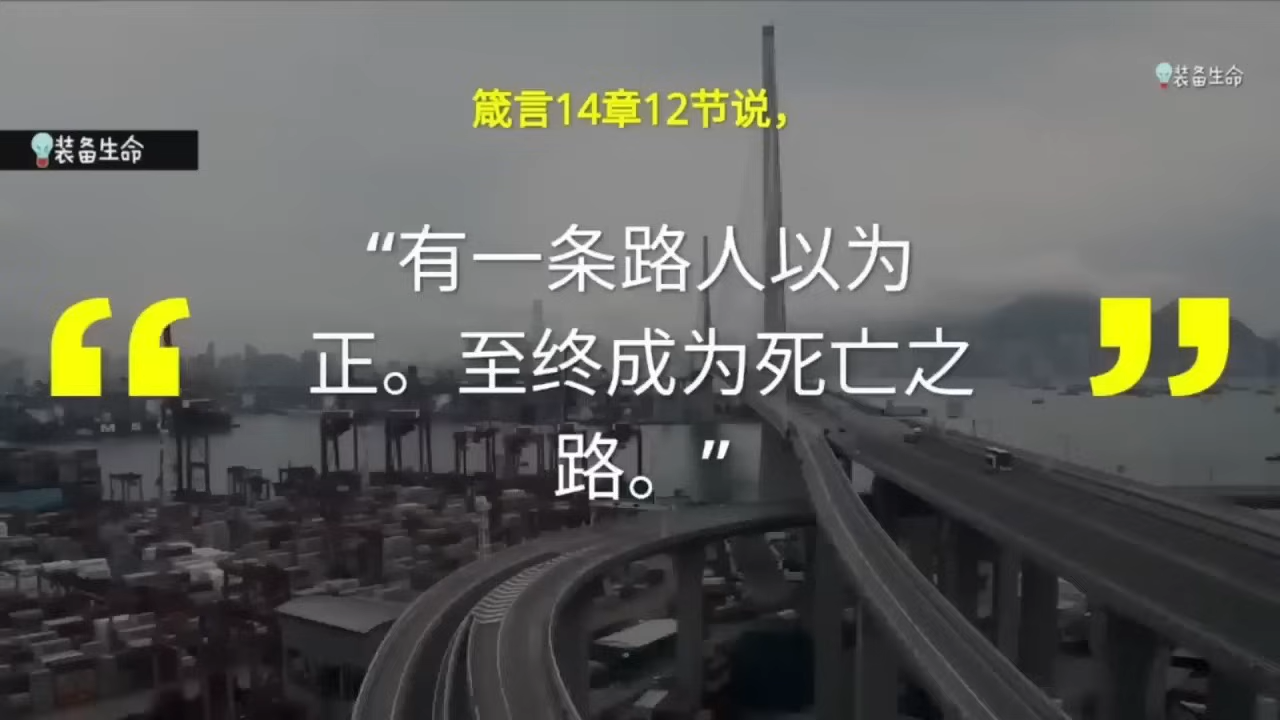 装备生命
箴言14章12节说，
装备生命
“有一条路人以为
正。至终成为死亡之
路。”